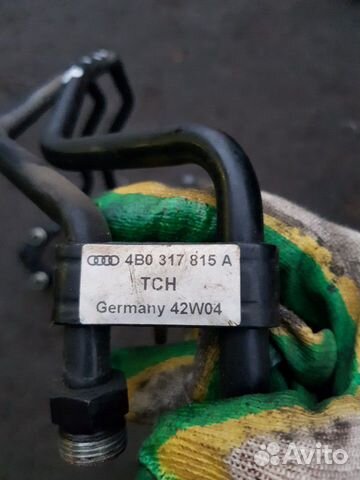 4B0 317 815 A
TCH
Germany 42W04
Avito